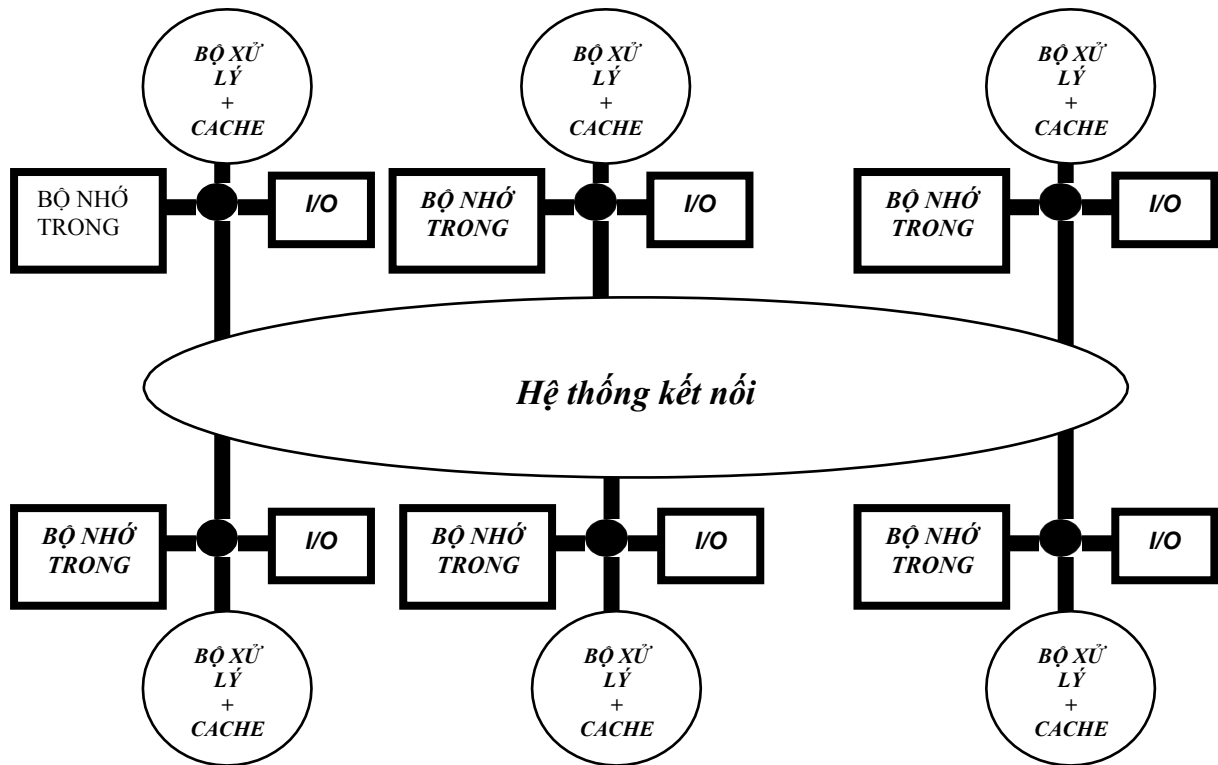 BỘ XỬ
LÝ
+
CACHE
BỘ XỬ
LÝ
+
CACHE
BỘ XỬ
LÝ
+
CACHE
BỘ NHỚ
TRONG
I/O
BỘ NHỚ
TRONG
I/O
BỘ NHỚ
TRONG
I/O
Hệ thống kết nối
BỘ NHỚ
TRONG
I/O
BỘ NHỚ
TRONG
I/O
BỘ NHỚ
TRONG
I/O
BỘ XỬ
LÝ
+
CACHE
BỘ XỬ
LÝ
+
CACHE
BỘ XỬ
LÝ
+
CACHE